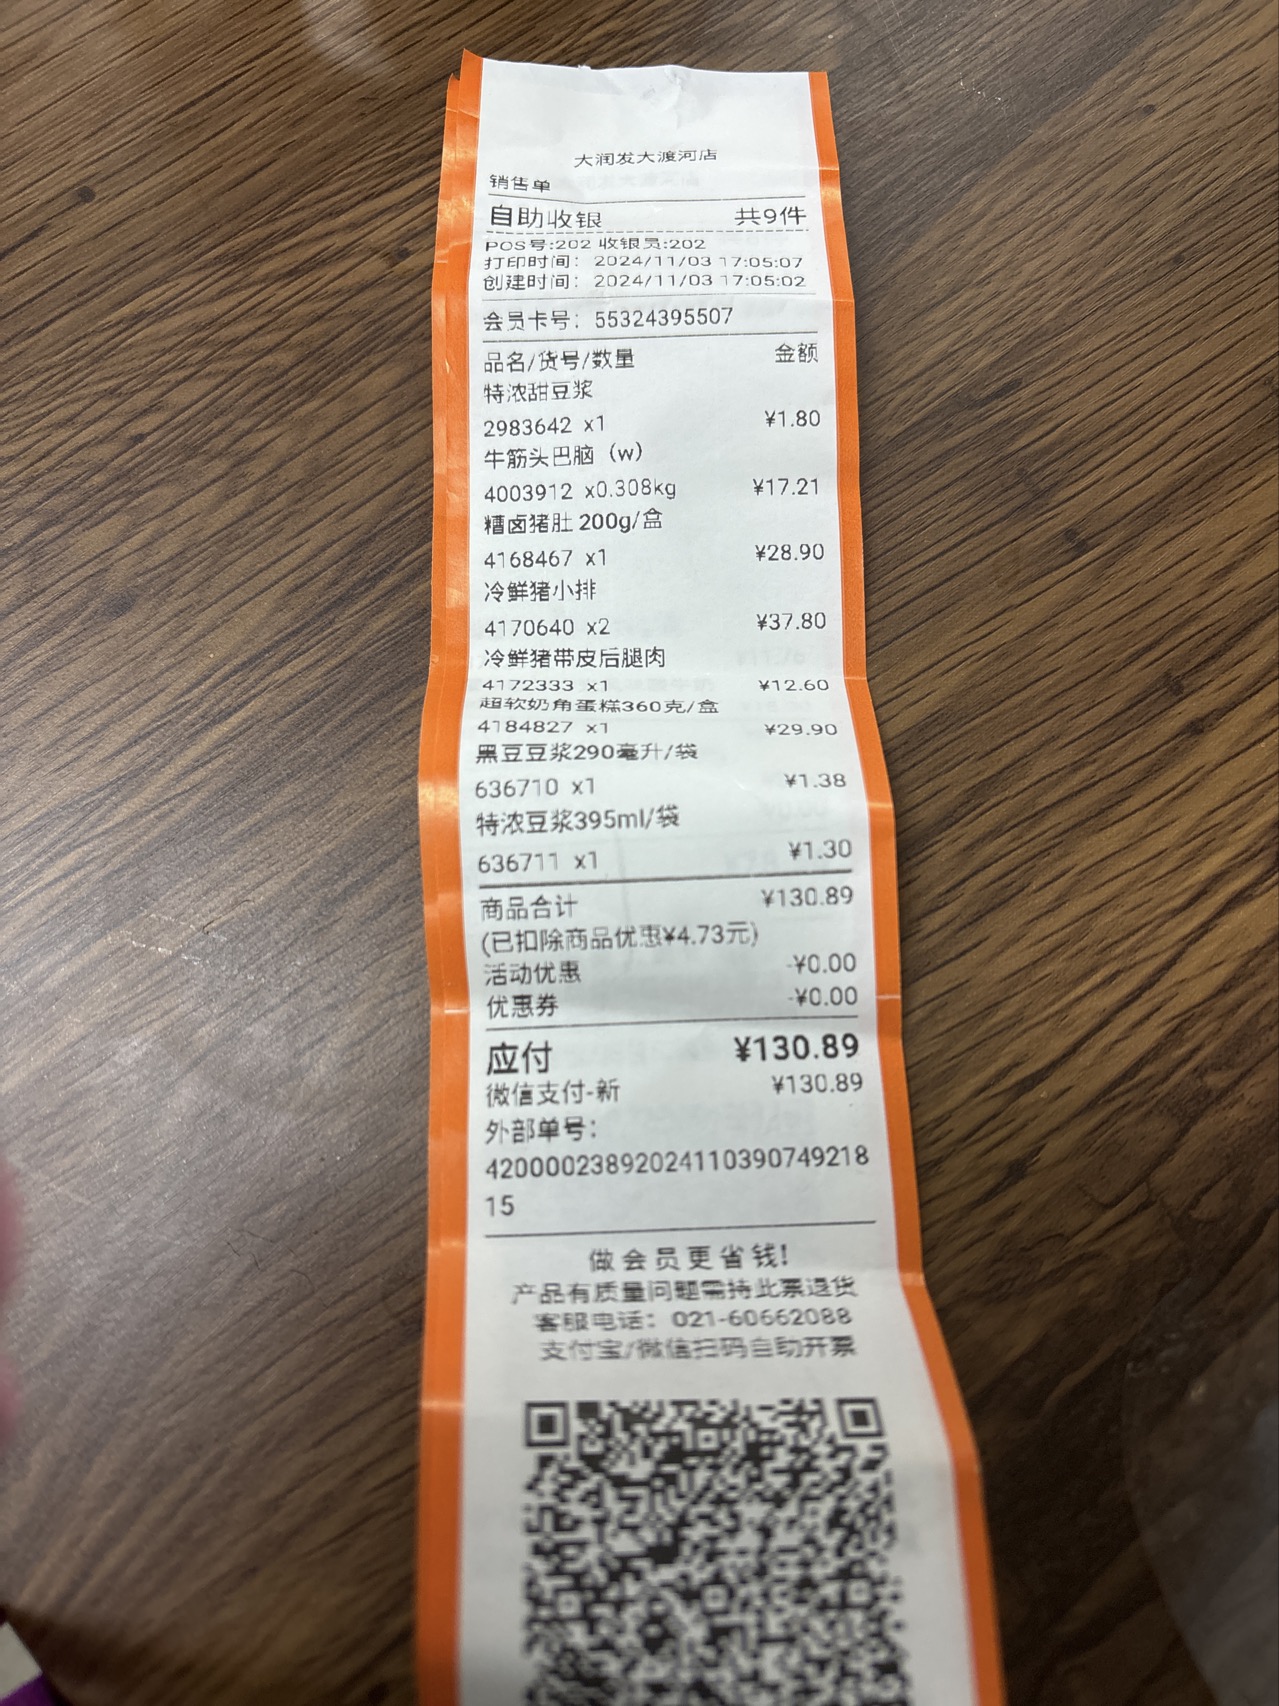 大润发大渡河店
销售单
自助收银 共9件
POS号:202 收银员:202
打印时间: 2024/11/03 17:05:07
创建时间: 2024/11/03 17:05:02
会员卡号: 55324395507
品名/货号/数量 金额
特浓甜豆浆
2983642 x1 ¥1.80
牛筋头巴脑（w）
4003912 x0.308kg ¥17.21
糟卤猪肚 200g/盒
4168467 x1 ¥28.90
冷鲜猪小排
4170640 x2 ¥37.80
冷鲜猪带皮后腿肉
4172333 x1 ¥12.60
超软奶角蛋糕360克/盒
4184827 x1 ¥29.90
黑豆豆浆290毫升/袋
636710 x1 ¥1.38
特浓豆浆395ml/袋
636711 x1 ¥1.30
商品合计 ¥130.89
(已扣除商品优惠¥4.73元)
活动优惠 -¥0.00
优惠券 -¥0.00
应付 ¥130.89
微信支付-新 ¥130.89
外部单号:
42000023892024110390749218
15
做会员更省钱!
产品有质量问题需持此票退货
客服电话: 021-60662088
支付宝/微信扫码自助开票